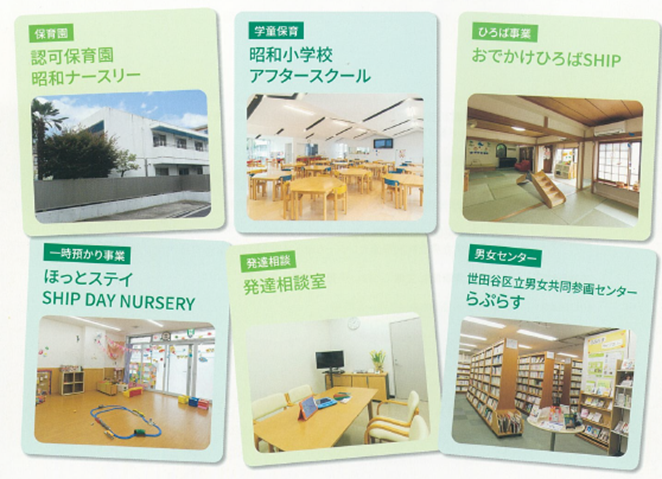 保育園
認可保育園
昭和ナースリー
学童保育
昭和小学校
アフタースクール
ひろば事業
おでかけひろばSHIP
一時預かり事業
ほっとステイ
SHIP DAY NURSERY
発達相談
発達相談室
男女センター
世田谷区立男女共同参画センター
らぷらす